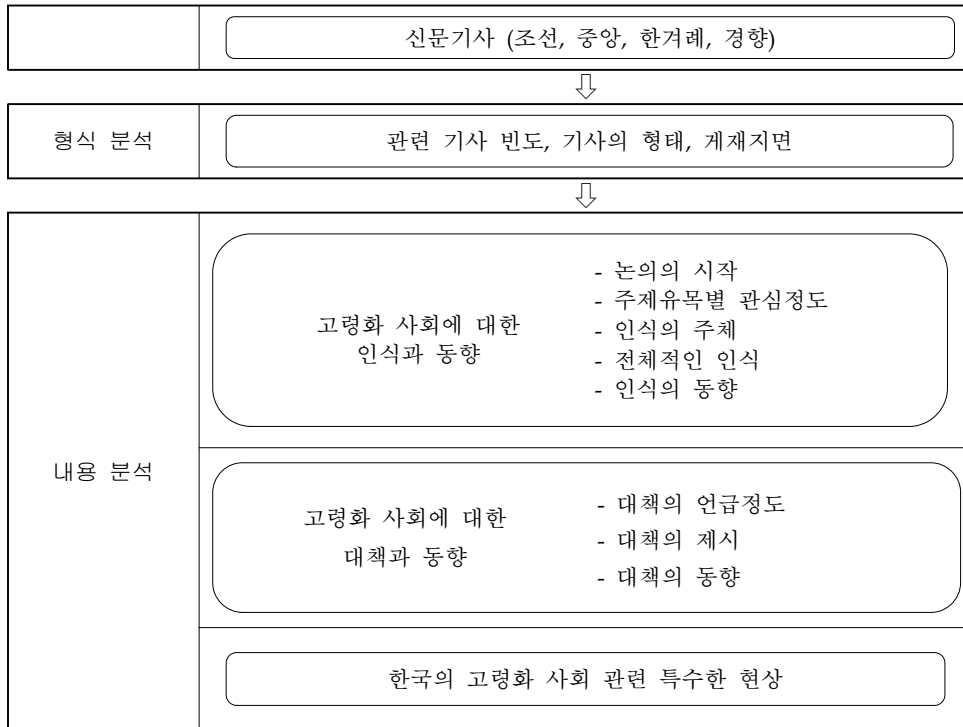 신문기사 (조선, 중앙, 한겨레, 경향)
형식 분석
관련 기사 빈도, 기사의 형태, 게재지면
내용 분석
고령화 사회에 대한
인식과 동향
- 논의의 시작
- 주제유목별 관심정도
- 인식의 주체
- 전체적인 인식
- 인식의 동향
고령화 사회에 대한
대책과 동향
- 대책의 언급정도
- 대책의 제시
- 대책의 동향
한국의 고령화 사회 관련 특수한 현상